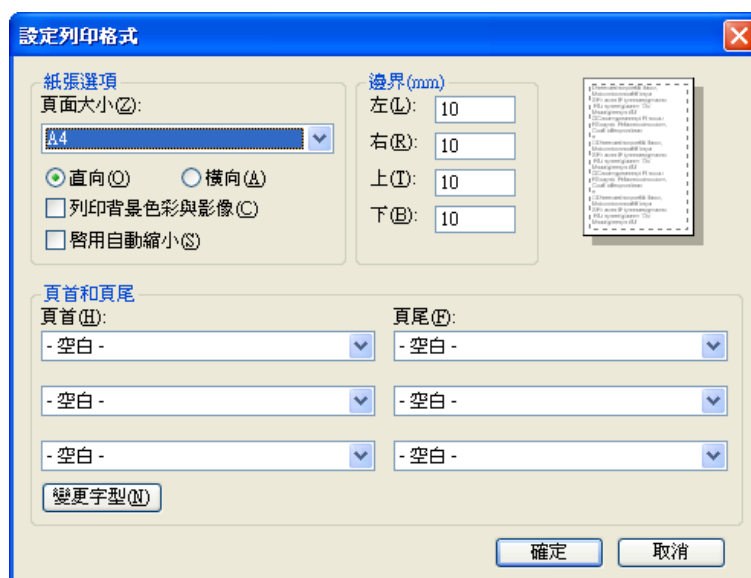 設定列印格式
紙張選項
頁面大小(Z):
A4
直向(O) 橫向(A)
列印背景色彩與影像(C)
啓用自動縮小(S)
邊界(mm)
左(L): 10
右(R): 10
上(T): 10
下(B): 10
頁首和頁尾
頁首(H): 頁尾(F):
- 空白 - - 空白 -
- 空白 - - 空白 -
- 空白 - - 空白 -
變更字型(N)
確定 取消